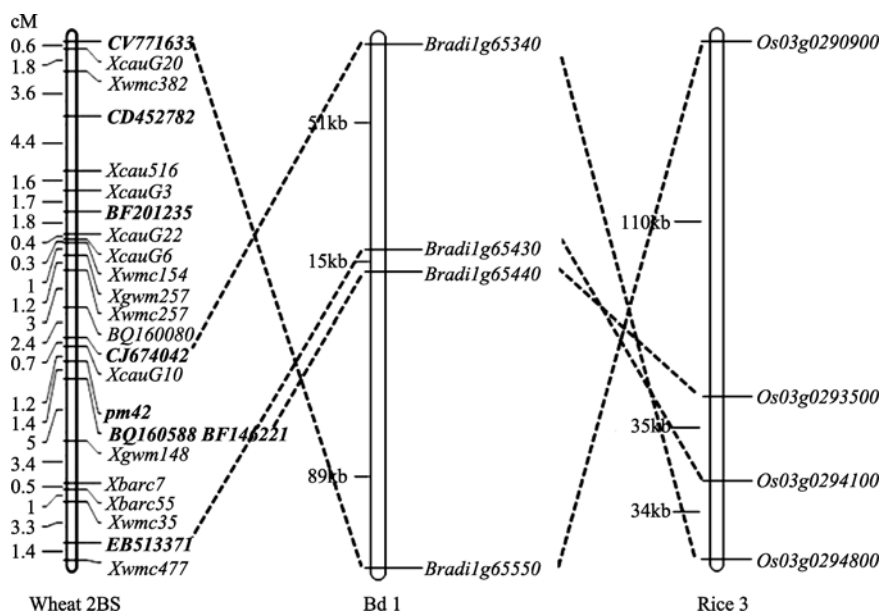 cM
0.6
1.8
3.6
4.4
1.6
1.7
1.8
0.4
0.3
1
1.2
3
2.4
0.7
1.2
1.4
5
3.4
0.5
1
3.3
1.4
CV771633
XcauG20
Xwmc382
CD452782
Xcau516
XcauG3
BF201235
XcauG22
XcauG6
Xwmc154
Xgwm257
Xwmc257
BQ160080
CJ674042
XcauG10
pm42
BQ160588 BF146221
Xgwm148
Xbarc7
Xbarc55
Xwmc35
EB513371
Xwmc477
Wheat 2BS
51kb
15kb
89kb
Bradi1g65340
Bradi1g65430
Bradi1g65440
Bradi1g65550
Bd 1
110kb
35kb
34kb
Os03g0290900
Os03g0293500
Os03g0294100
Os03g0294800
Rice 3